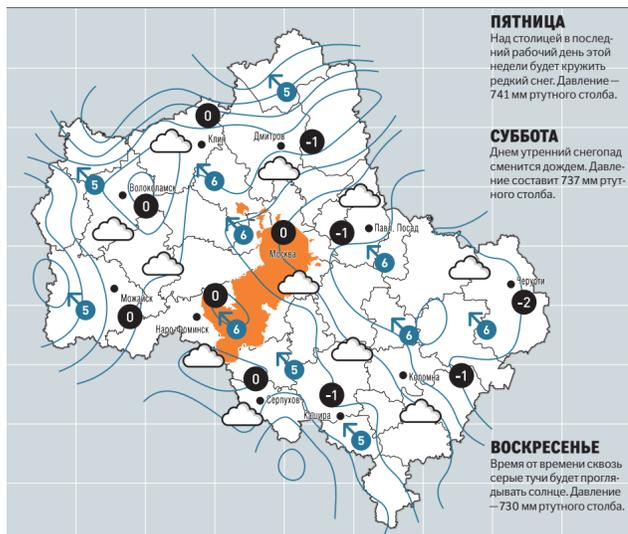 ПЯТНИЦА
Над столицей в послед-
ний рабочий день этой
недели будет кружить
редкий снег. Давление —
741 мм ртутного столба.
СУББОТА
Днем утренний снегопад
сменится дождем. Давле-
ние составит 737 мм ртут-
ного столба.
5
0
Клин
Дмитров
-1
5
Волоколамск
0
6
6
0
Москва
-1
Павл. Посад
6
Черусти
-2
Можайск
5
0
0
Наро-Фоминск
6
6
6
5
0
Серпухов
-1
Кашира
5
Коломна
-1
ВОСКРЕСЕНЬЕ
Время от времени сквозь
серые тучи будет прогля-
дывать солнце. Давление
—730 мм ртутного столба.